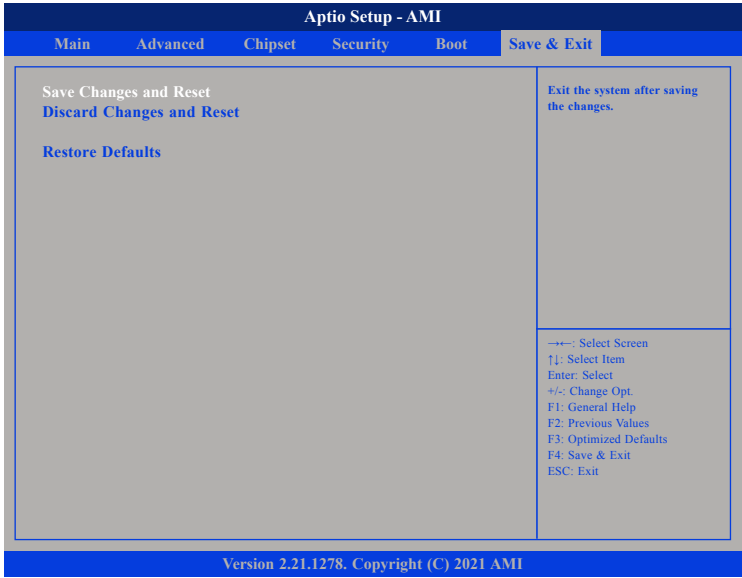 Aptio Setup - AMI
Main Advanced Chipset Security Boot Save & Exit
Save Changes and Reset
Discard Changes and Reset
Restore Defaults
Exit the system after saving
the changes.
→←: Select Screen
↑↓: Select Item
Enter: Select
+/-: Change Opt.
F1: General Help
F2: Previous Values
F3: Optimized Defaults
F4: Save & Exit
ESC: Exit
Version 2.21.1278. Copyright (C) 2021 AMI